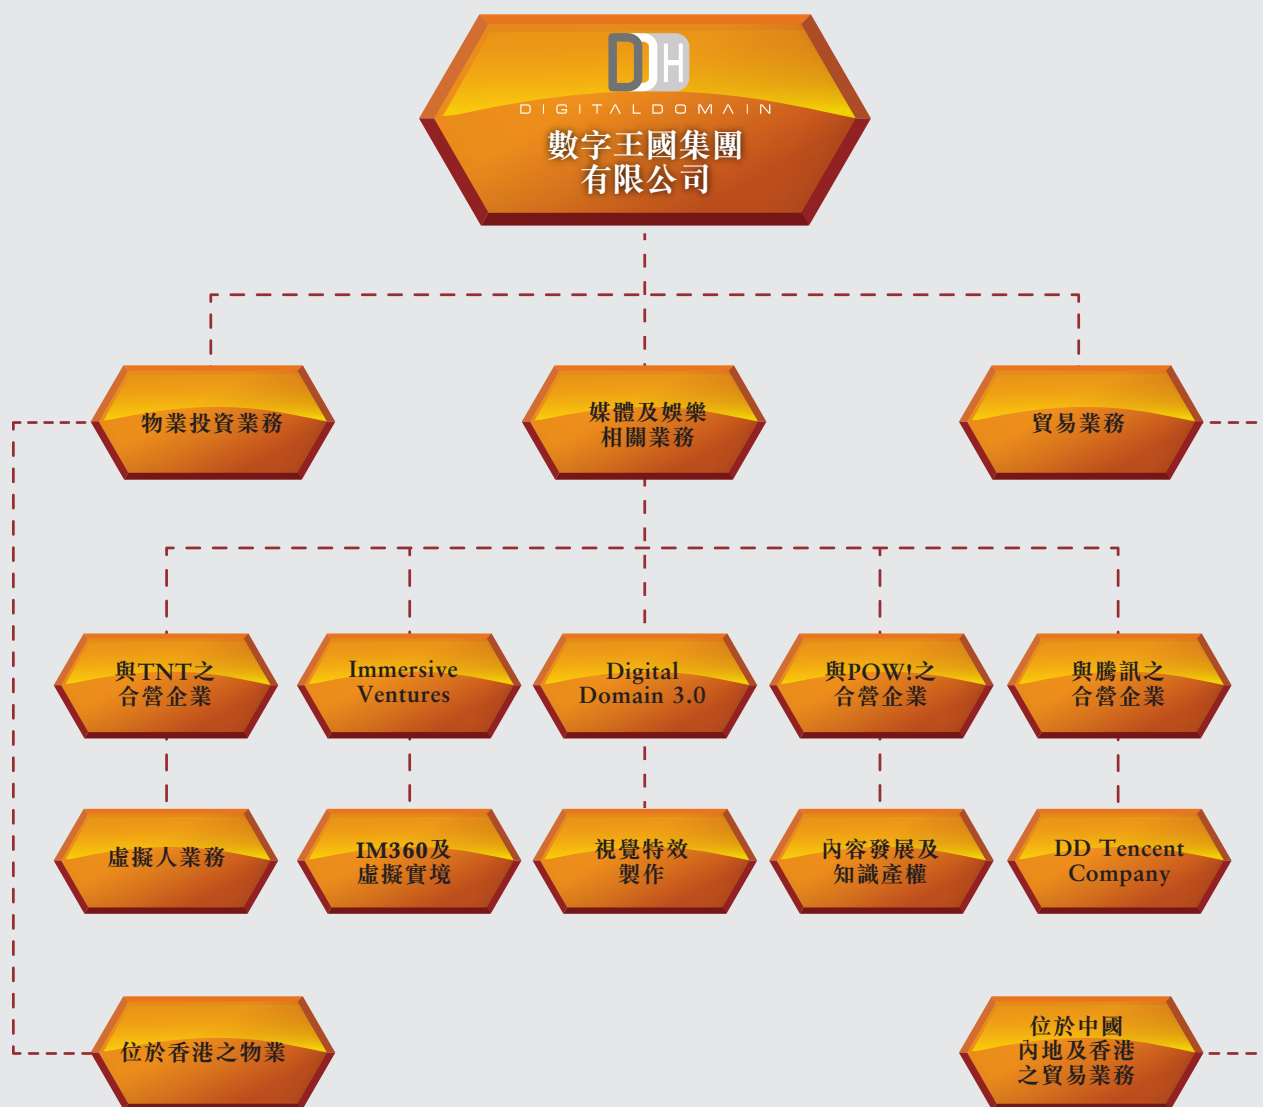 DDH
DIGITALDOMAIN
數字王國集團
有限公司
物業投資業務
媒體及娛樂
相關業務
貿易業務
與TNT之
合營企業
Immersive
Ventures
Digital
Domain 3.0
與POW!之
合營企業
與騰訊之
合營企業
虛擬人業務
IM360及
虛擬實境
視覺特效
製作
內容發展及
知識產權
DD Tencent
Company
位於香港之物業
位於中國
內地及香港
之貿易業務